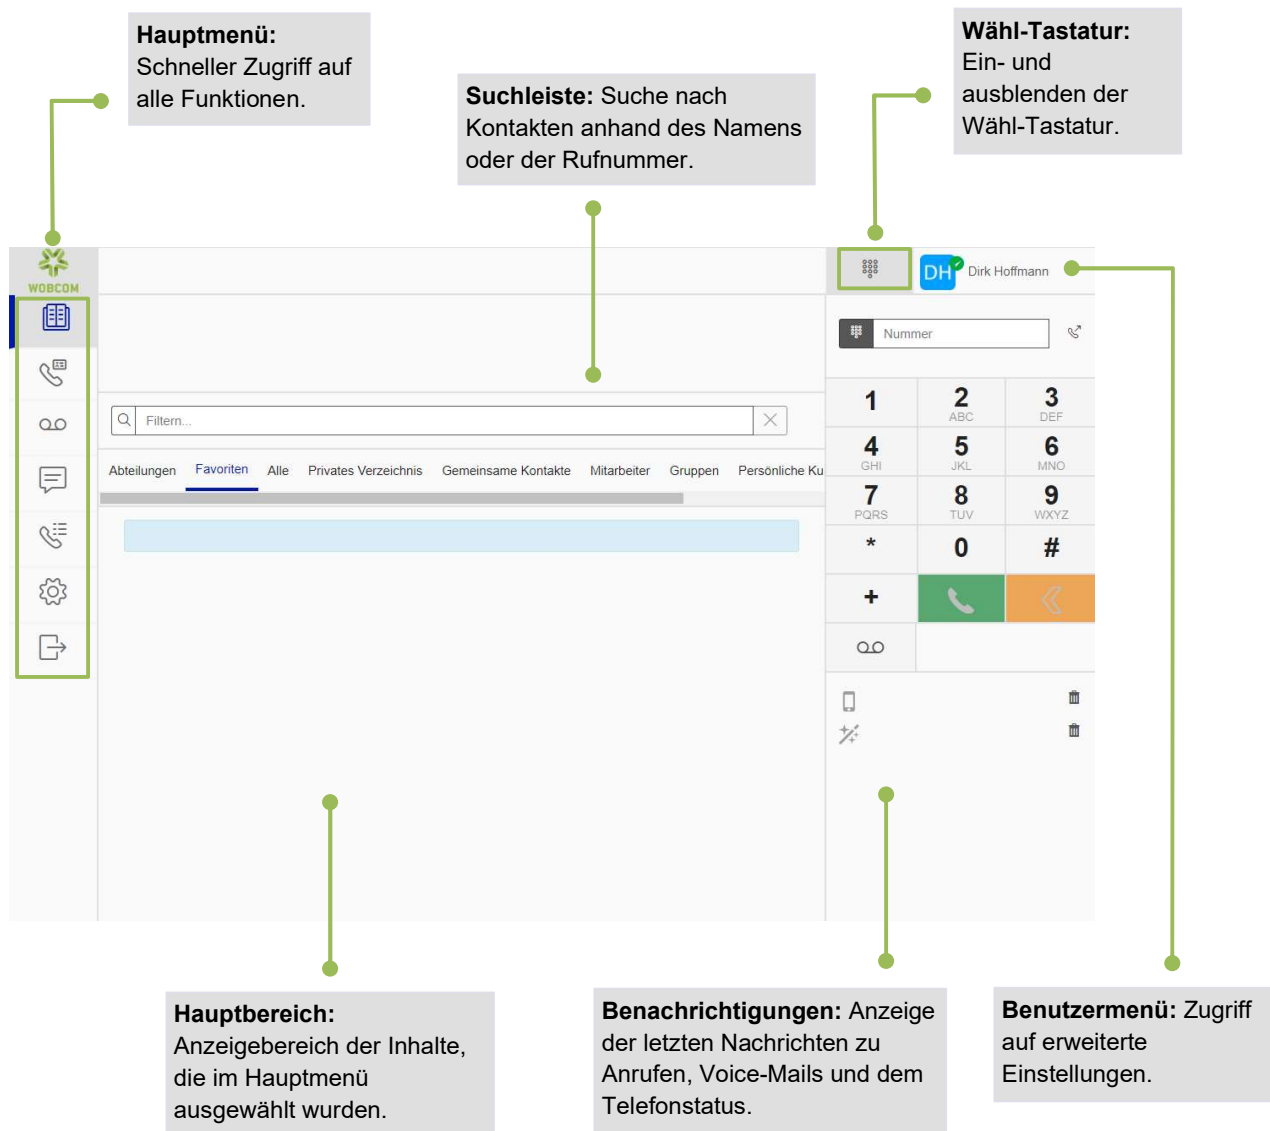 Hauptmenü:
Schneller Zugriff auf
alle Funktionen.
Suchleiste: Suche nach
Kontakten anhand des Namens
oder der Rufnummer.
Wähl-Tastatur:
Ein- und
ausblenden der
Wähl-Tastatur.
WOBCOM
DH Dirk Hoffmann
Nummer
Filtern...
Abteilungen Favoriten Alle Privates Verzeichnis Gemeinsame Kontakte Mitarbeiter Gruppen Persönliche Ku
1 2 3
ABC DEF
4 5 6
GHI JKL MNO
7 8 9
PQRS TUV WXYZ
* 0 #
+
Hauptbereich:
Anzeigebereich der Inhalte,
die im Hauptmenü
ausgewählt wurden.
Benachrichtigungen: Anzeige
der letzten Nachrichten zu
Anrufen, Voice-Mails und dem
Telefonstatus.
Benutzermenü: Zugriff
auf erweiterte
Einstellungen.